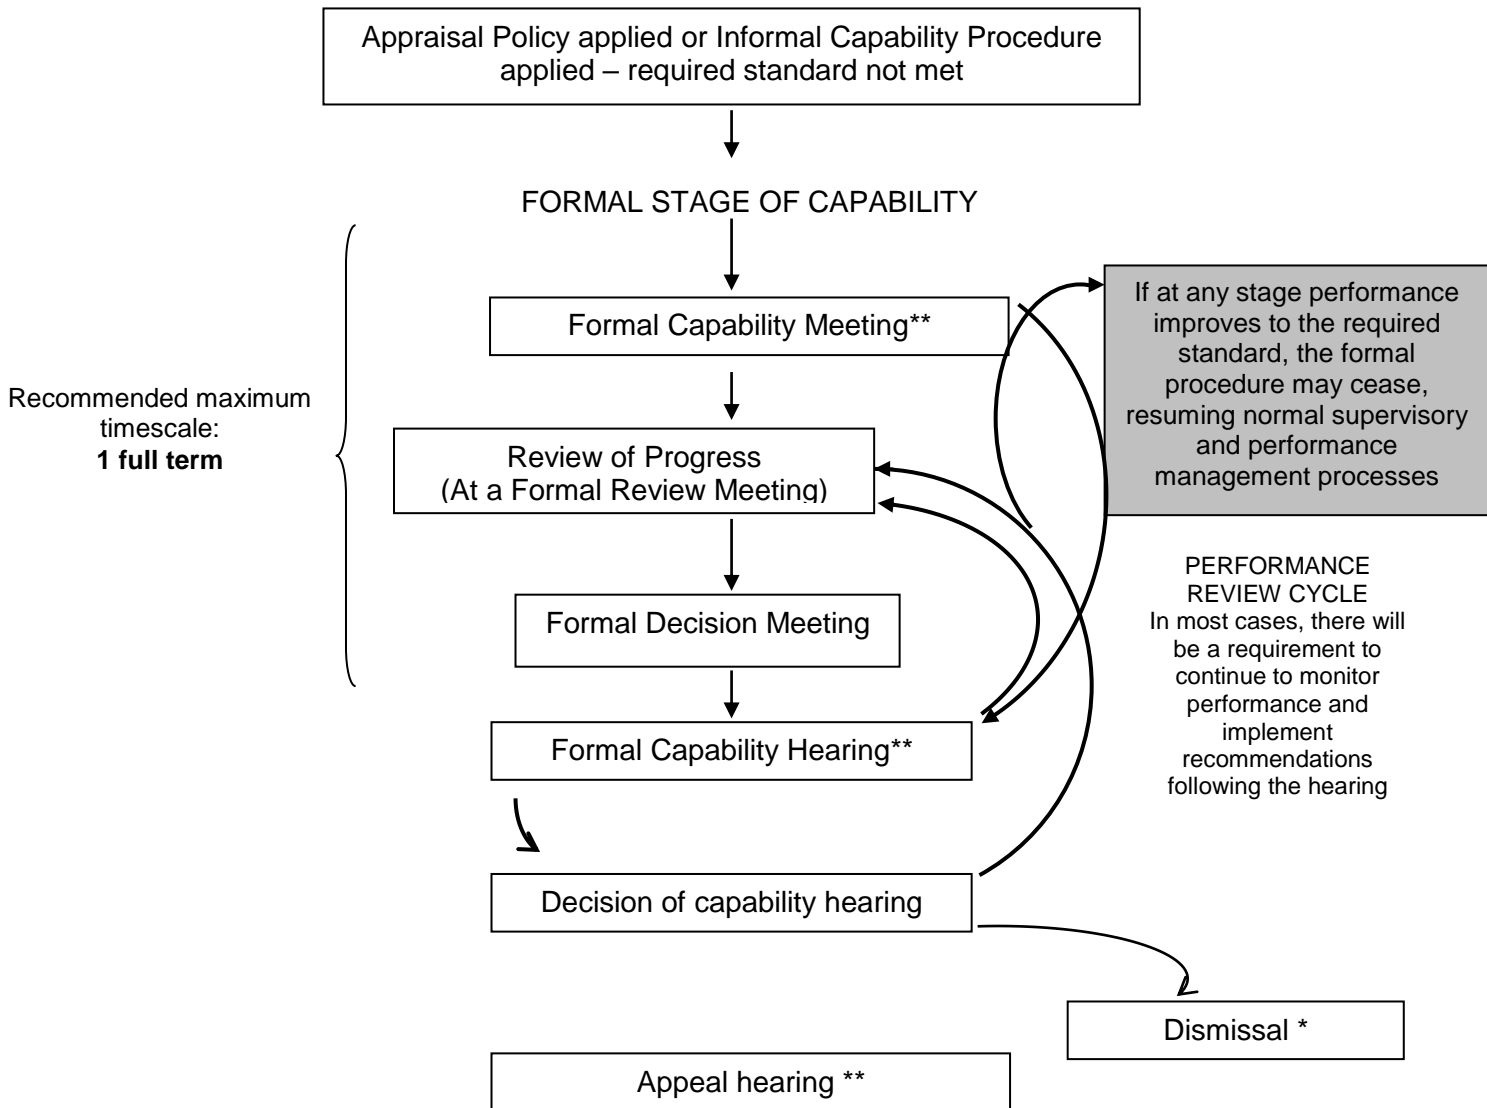 Appraisal Policy applied or Informal Capability Procedure
applied – required standard not met
FORMAL STAGE OF CAPABILITY
Formal Capability Meeting**
If at any stage performance
improves to the required
standard, the formal
procedure may cease,
resuming normal supervisory
and performance
management processes
Recommended maximum
timescale:
1 full term
Review of Progress
(At a Formal Review Meeting)
PERFORMANCE
REVIEW CYCLE
In most cases, there will
be a requirement to
continue to monitor
performance and
implement
recommendations
following the hearing
Formal Decision Meeting
Formal Capability Hearing**
Decision of capability hearing
Dismissal *
Appeal hearing **